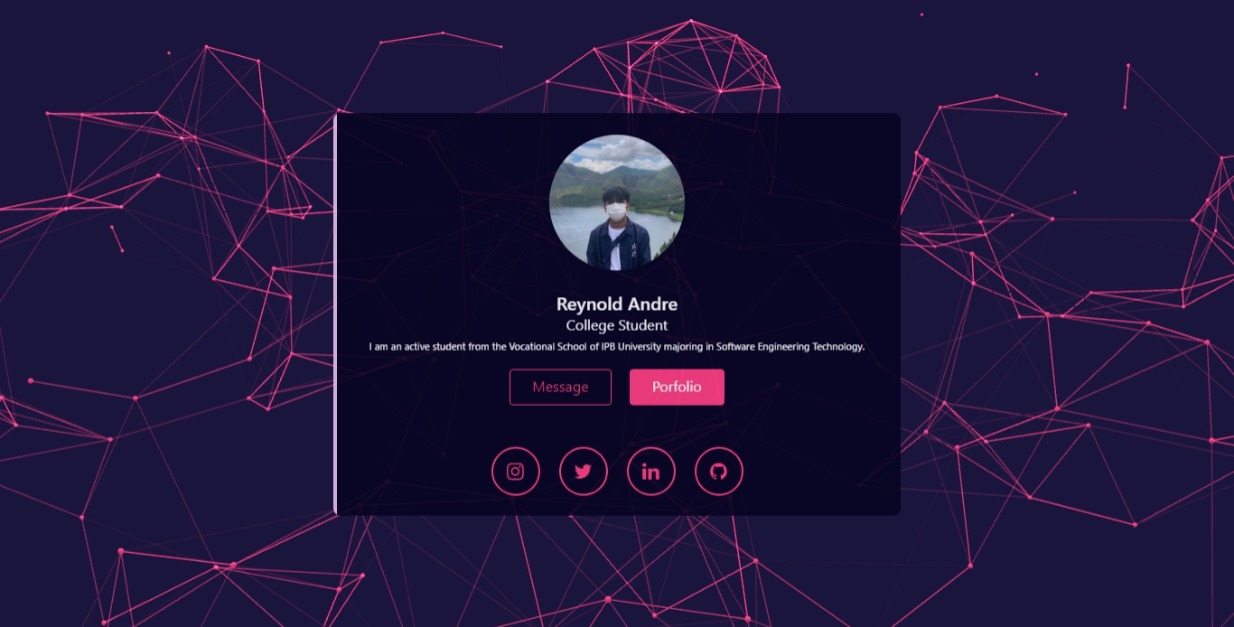 Reynold Andre
College Student
I am an active student from the Vocational School of IPB University majoring in Software Engineering Technology.
Message
Porfolio
in